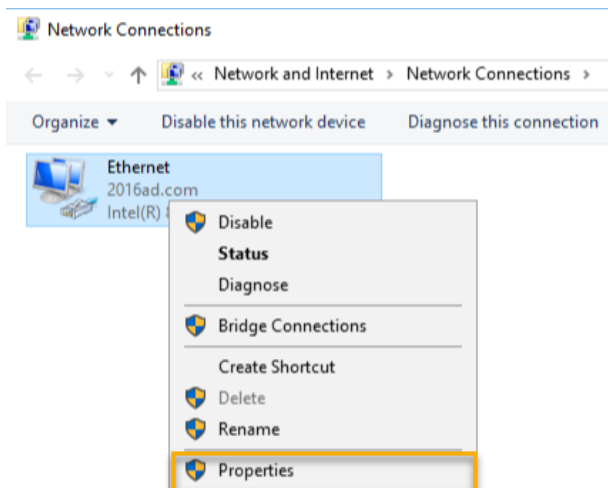 Network Connections
« Network and Internet > Network Connections >
Organize Disable this network device Diagnose this connection
Ethernet
2016ad.com
Intel(R)
Disable
Status
Diagnose
Bridge Connections
Create Shortcut
Delete
Rename
Properties